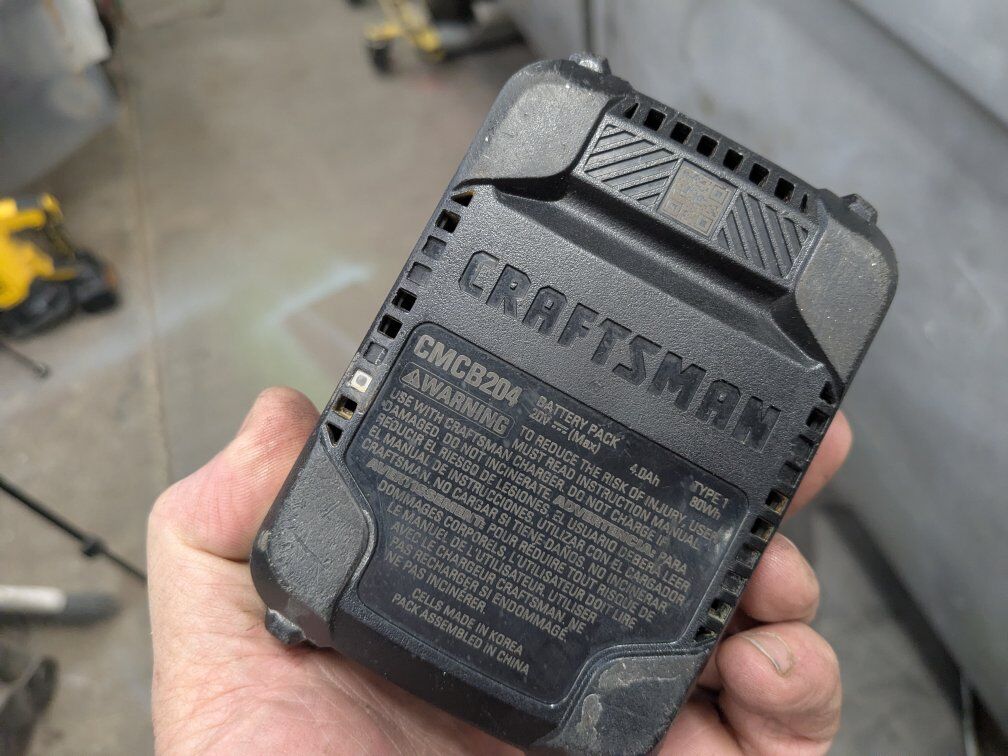 CRAFTSMAN
CMCB204
BATTERY PACK
20V ⎓ (Max)
4.0Ah
TYPE 1
80Wh
⚠WARNING TO REDUCE THE RISK OF INJURY, USER
MUST READ INSTRUCTION MANUAL.
USE WITH CRAFTSMAN CHARGER. DO NOT CHARGE IF
DAMAGED. DO NOT INCINERATE. ADVERTENCIA: PARA
REDUCIR EL RIESGO DE LESIONES, EL USUARIO DEBERÁ LEER
EL MANUAL DE INSTRUCCIONES. UTILIZAR CON EL CARGADOR
CRAFTSMAN. NO CARGAR SI TIENE DAÑOS. NO INCINERAR.
AVERTISSEMENT: POUR RÉDUIRE TOUT RISQUE DE
DOMMAGES CORPORELS, L'UTILISATEUR DOIT LIRE
LE MANUEL DE L'UTILISATEUR. UTILISER
AVEC LE CHARGEUR CRAFTSMAN. NE
PAS RECHARGER SI ENDOMMAGÉ.
NE PAS INCINÉRER.
CELLS MADE IN KOREA
PACK ASSEMBLED IN CHINA